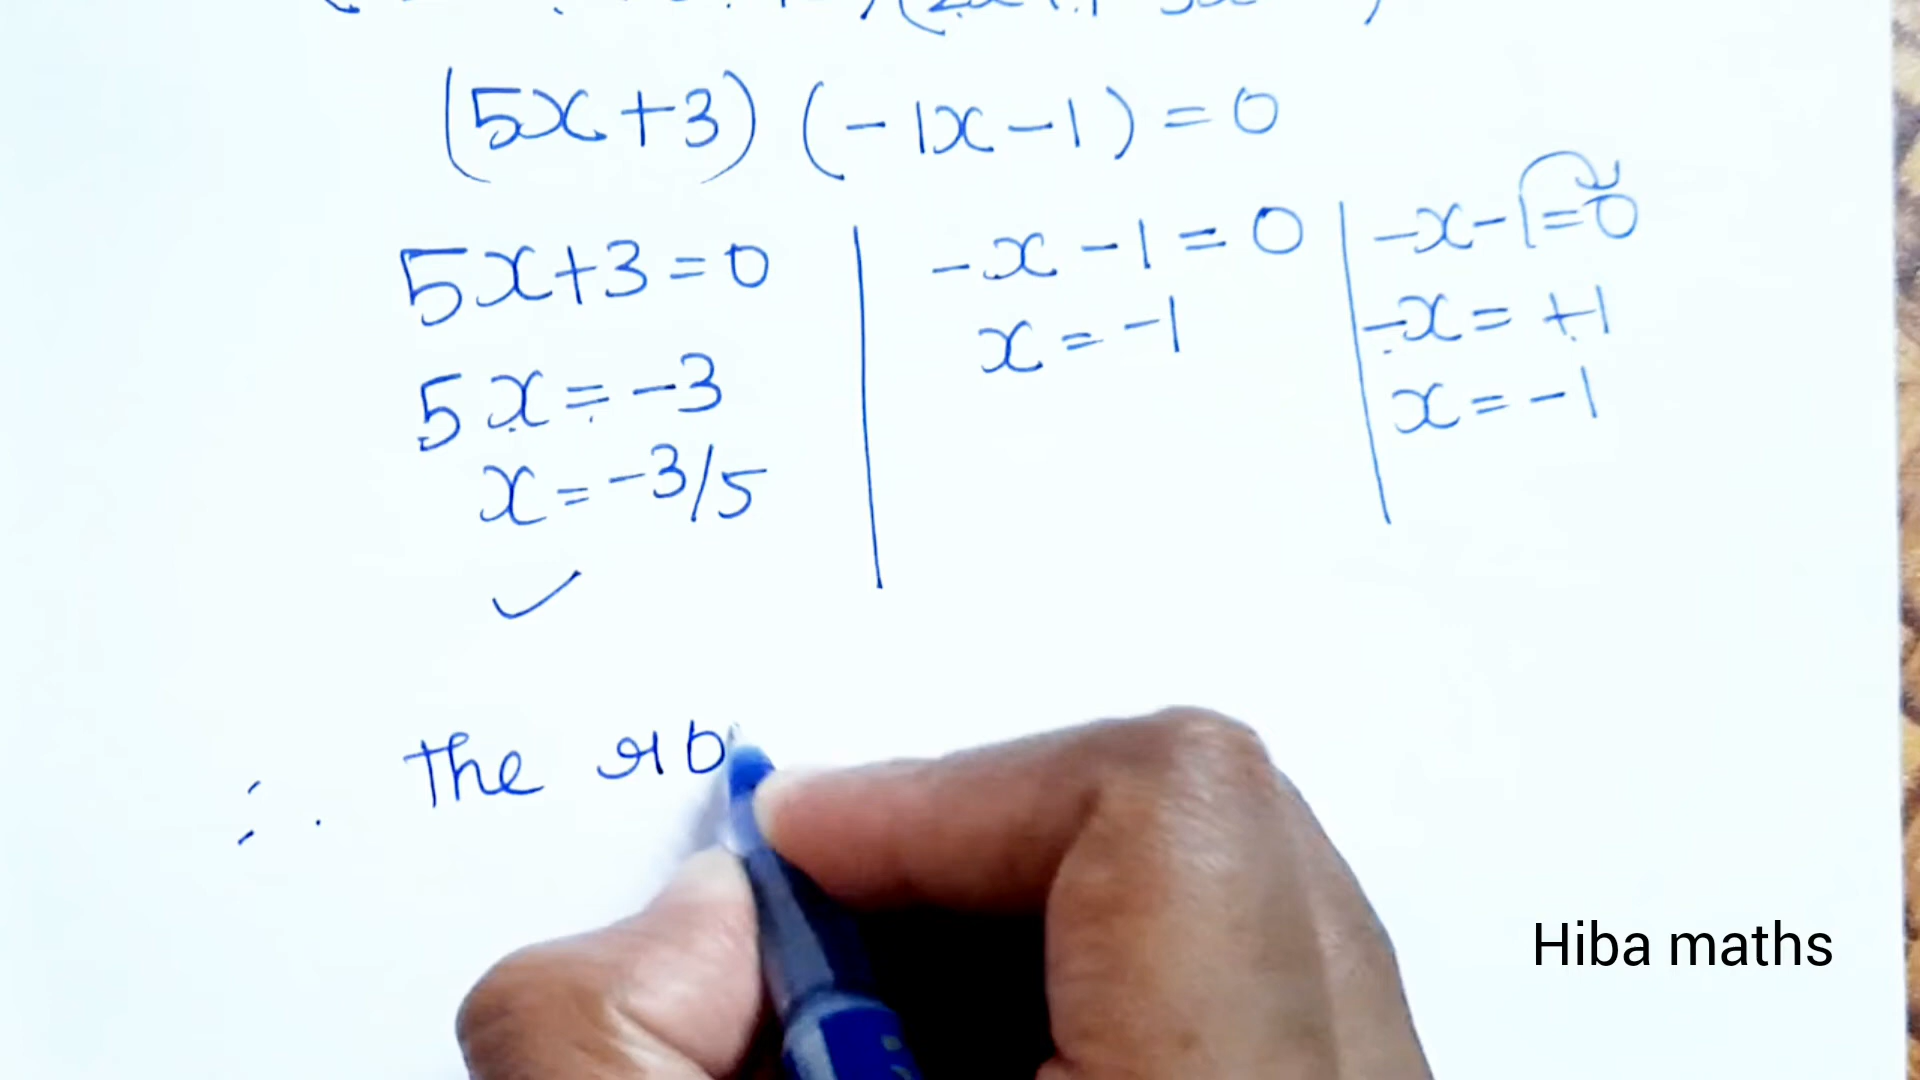 (5x+3) (-1x-1) = 0
5x+3=0
5x=-3
x=-3/5
-x-1=0
x=-1
-x-1=0
-x=+1
x=-1
∴ The
Hiba maths